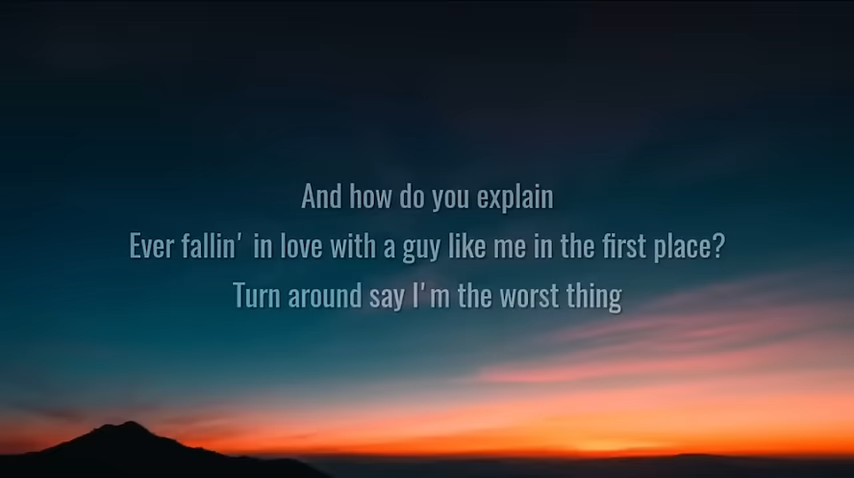 And how do you explain
Ever fallin' in love with a guy like me in the first place?
Turn around say I'm the worst thing